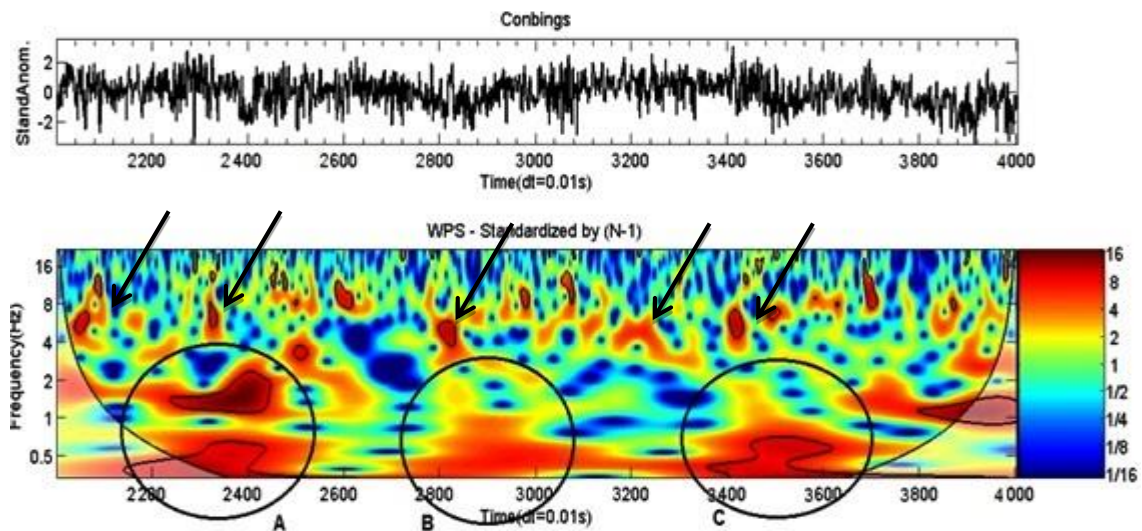 Conbings
StandAnom.
2
0
-2
2200 2400 2600 2800 3000 3200 3400 3600 3800 4000
Time(dt=0.01s)
WPS - Standardized by (N-1)
Frequency(Hz)
16
8
4
2
1
0.5
16
8
4
2
1
1/2
1/4
1/8
1/16
2200 2400 2600 2800 3000 3200 3400 3600 3800 4000
Time(dt=0.01s)
A B C